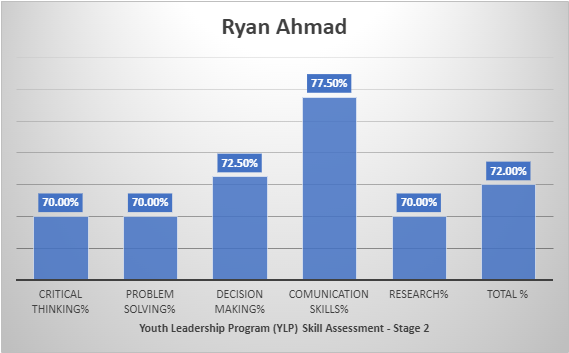 Ryan Ahmad
77.50%
72.50%
72.00%
70.00%
70.00%
70.00%
CRITICAL
THINKING%
PROBLEM
SOLVING%
DECISION
MAKING%
COMUNICATION
SKILLS%
RESEARCH%
TOTAL %
Youth Leadership Program (YLP) Skill Assessment - Stage 2